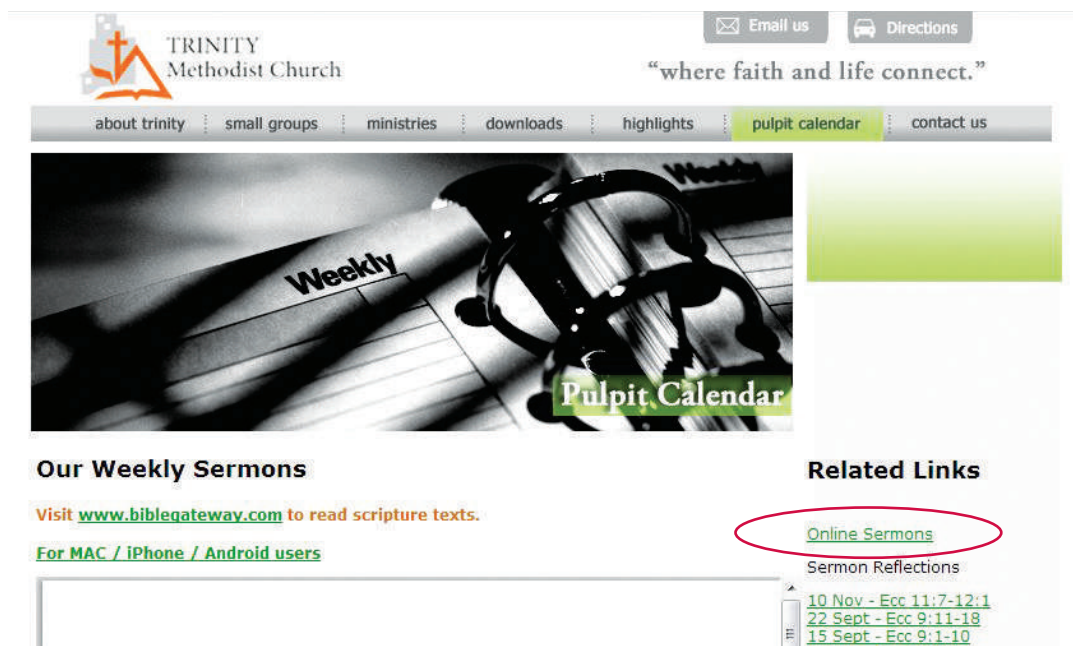 TRINITY
Methodist Church
Email us
Directions
“where faith and life connect.”
about trinity
small groups
ministries
downloads
highlights
pulpit calendar
contact us
Weekly
Weekly
Pulpit Calendar
Our Weekly Sermons
Visit www.biblegateway.com to read scripture texts.
For MAC / iPhone / Android users
Related Links
Online Sermons
Sermon Reflections
10 Nov - Ecc 11:7-12:1
22 Sept - Ecc 9:11-18
15 Sept - Ecc 9:1-10